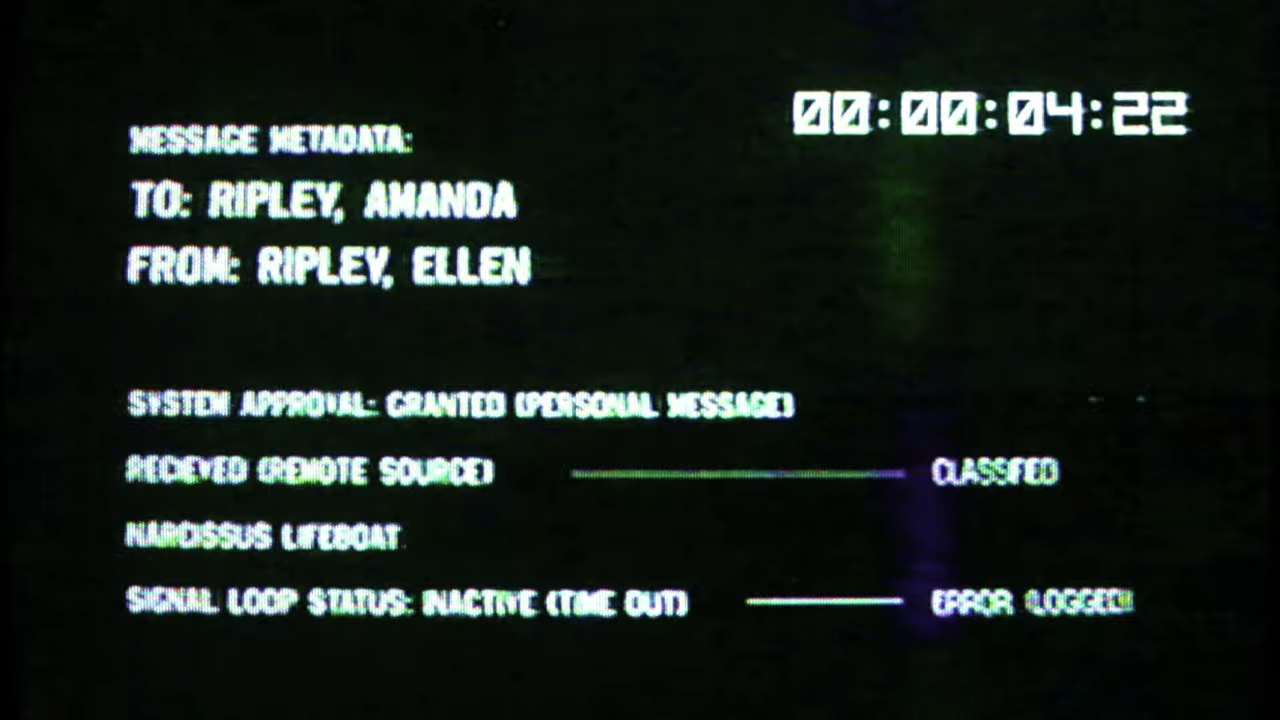 00:00:04:22
MESSAGE METADATA:
TO: RIPLEY, AMANDA
FROM: RIPLEY, ELLEN
SYSTEM APPROVAL: GRANTED (PERSONAL MESSAGE)
RECIEVED (REMOTE SOURCE) CLASSIFIED
NARCISSUS LIFEBOAT
SIGNAL LOOP STATUS: INACTIVE (TIME OUT) ERROR (LOGGED)